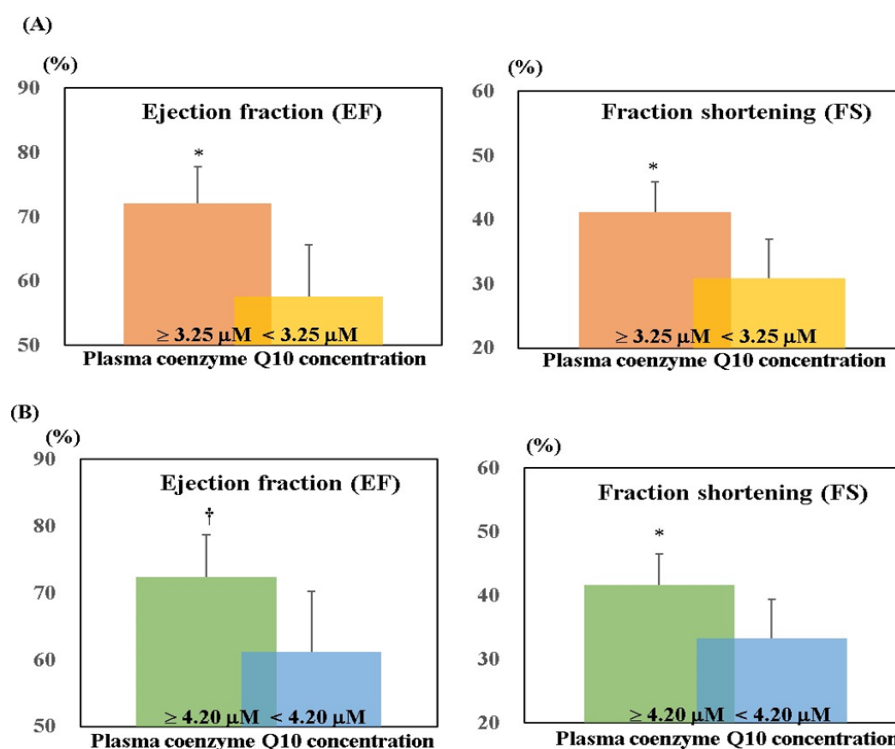 (A)
(%)
90
80
70
60
50
Ejection fraction (EF)
*
≥ 3.25 µM < 3.25 µM
Plasma coenzyme Q10 concentration
(%)
60
50
40
30
20
Fraction shortening (FS)
*
≥ 3.25 µM < 3.25 µM
Plasma coenzyme Q10 concentration
(B)
(%)
90
80
70
60
50
Ejection fraction (EF)
†
≥ 4.20 µM < 4.20 µM
Plasma coenzyme Q10 concentration
(%)
60
50
40
30
20
Fraction shortening (FS)
*
≥ 4.20 µM < 4.20 µM
Plasma coenzyme Q10 concentration